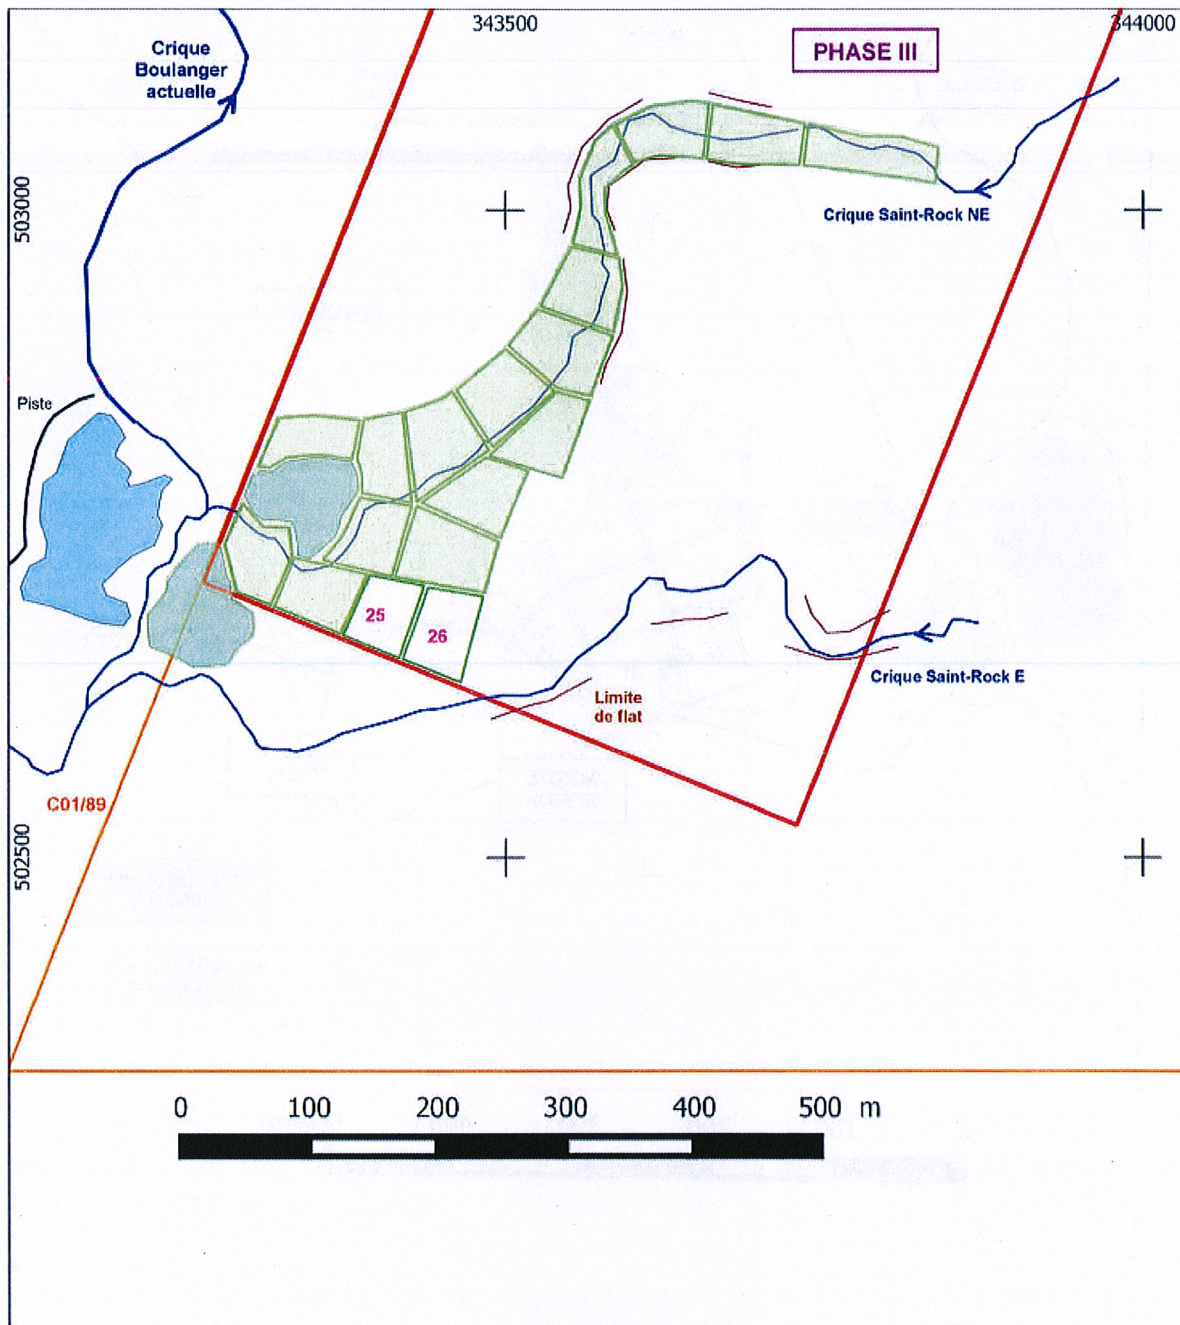 343500
344000
PHASE III
Crique
Boulanger
actuelle
503000
Crique Saint-Rock NE
Piste
25
26
Limite
de flat
Crique Saint-Rock E
C01/89
502500
0 100 200 300 400 500 m